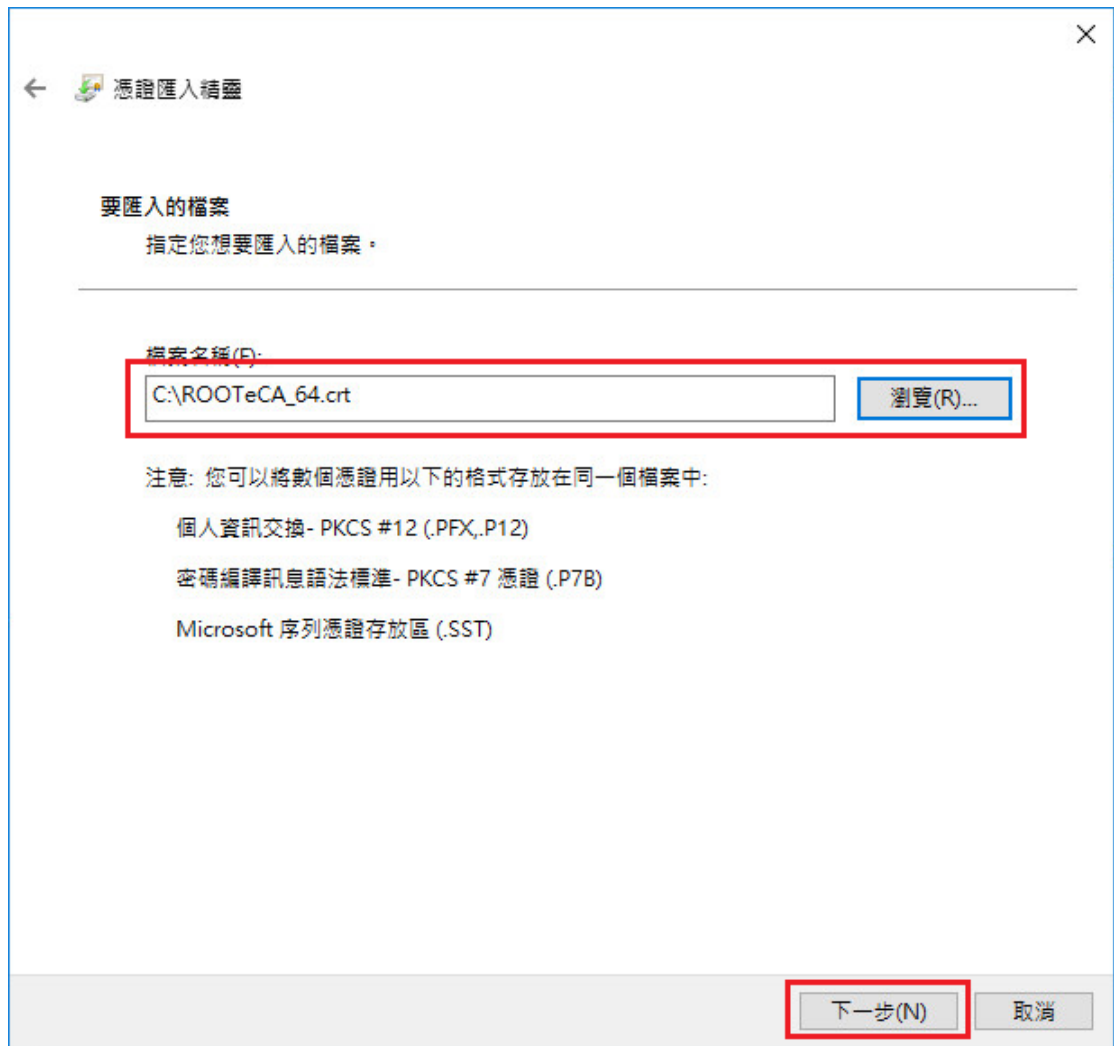 憑證匯入精靈
要匯入的檔案
指定您想要匯入的檔案。
檔案名稱(F):
C:\ROOTeCA_64.crt
瀏覽(R)...
注意: 您可以將數個憑證用以下的格式存放在同一個檔案中:
個人資訊交換- PKCS #12 (.PFX,.P12)
密碼編譯訊息語法標準- PKCS #7 憑證 (.P7B)
Microsoft 序列憑證存放區 (.SST)
下一步(N)
取消